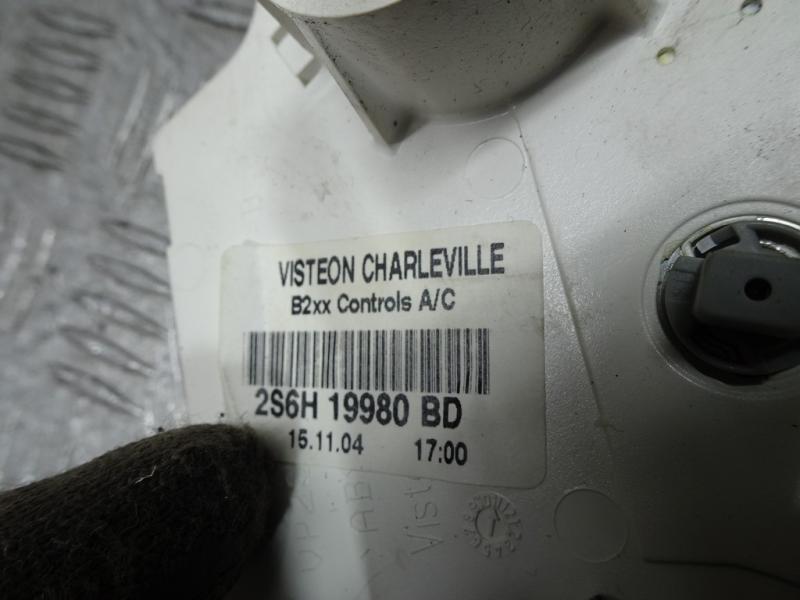 VISTEON CHARLEVILLE
B2xx Controls A/C
2S6H 19980 BD
15.11.04 17:00